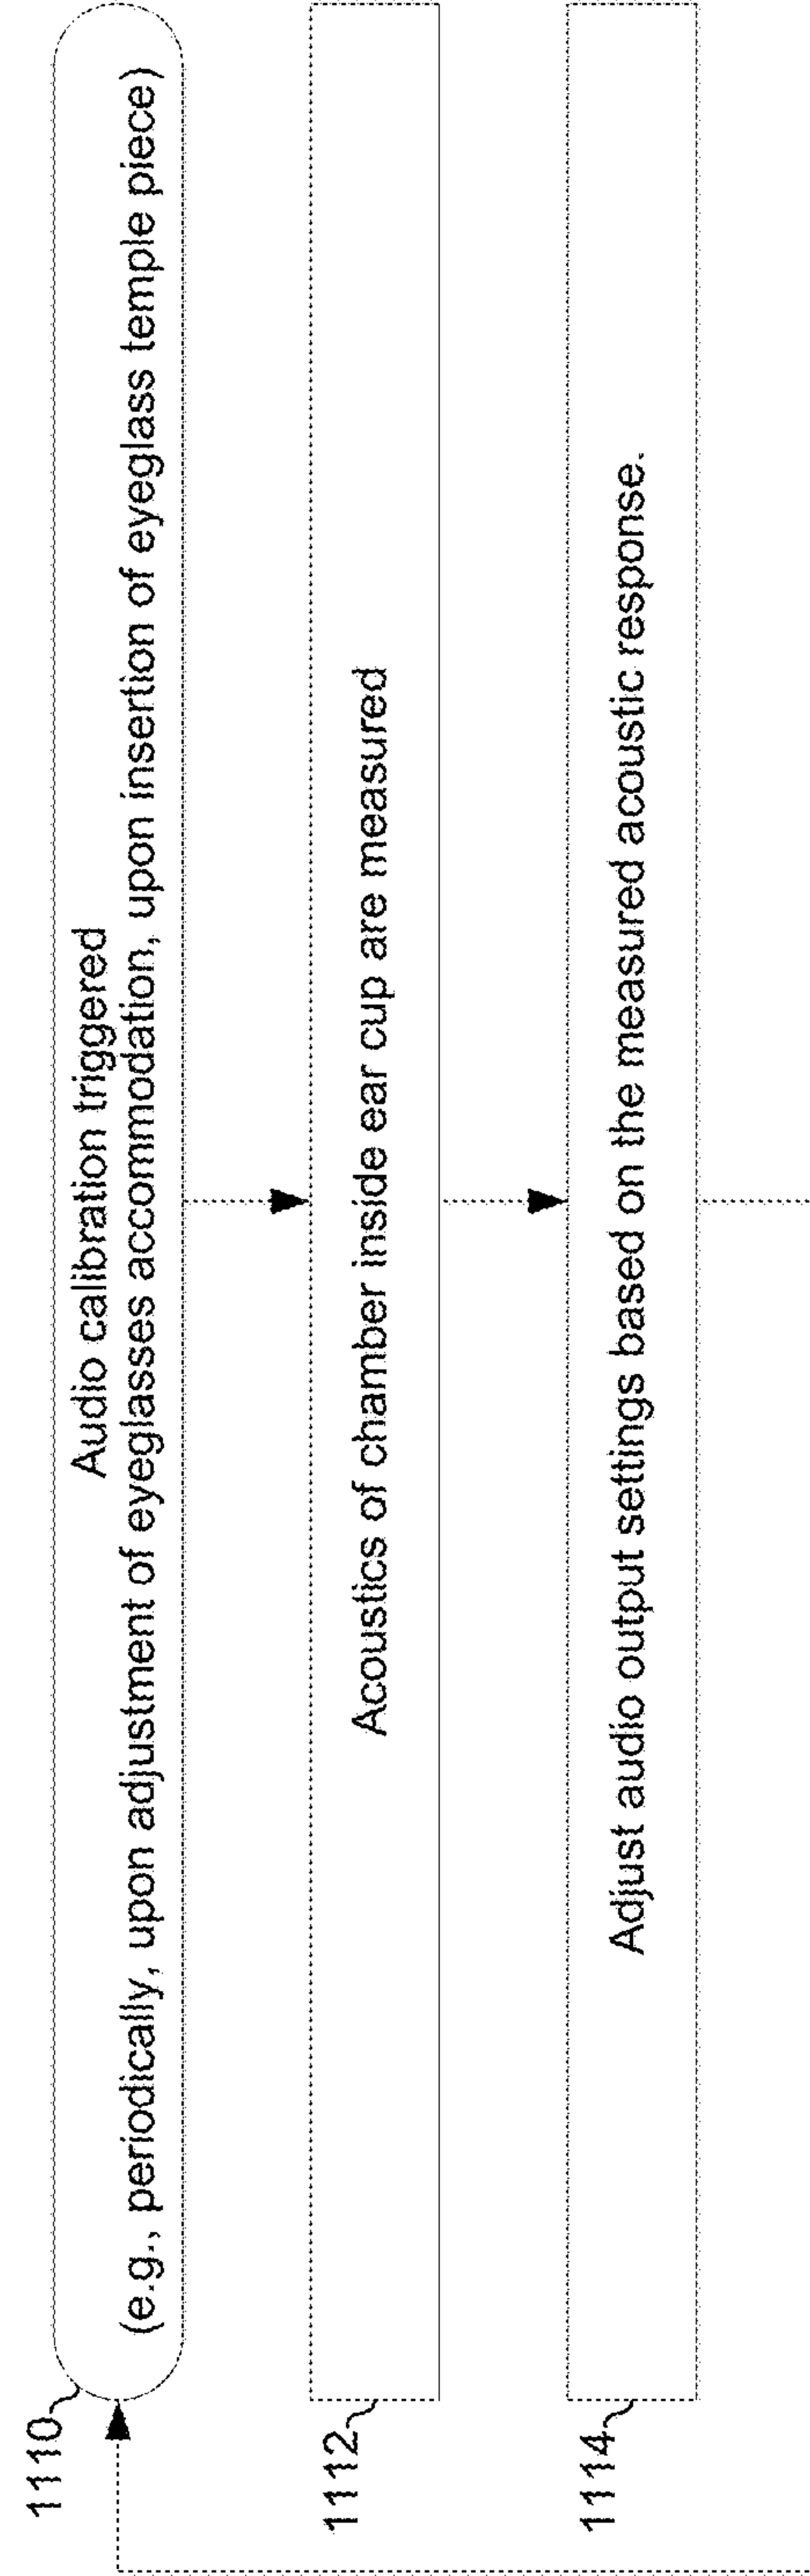 1110
Audio calibration triggered
(e.g., periodically, upon adjustment of eyeglasses accommodation, upon insertion of eyeglass temple piece)
1112
Acoustics of chamber inside ear cup are measured
1114
Adjust audio output settings based on the measured acoustic response.